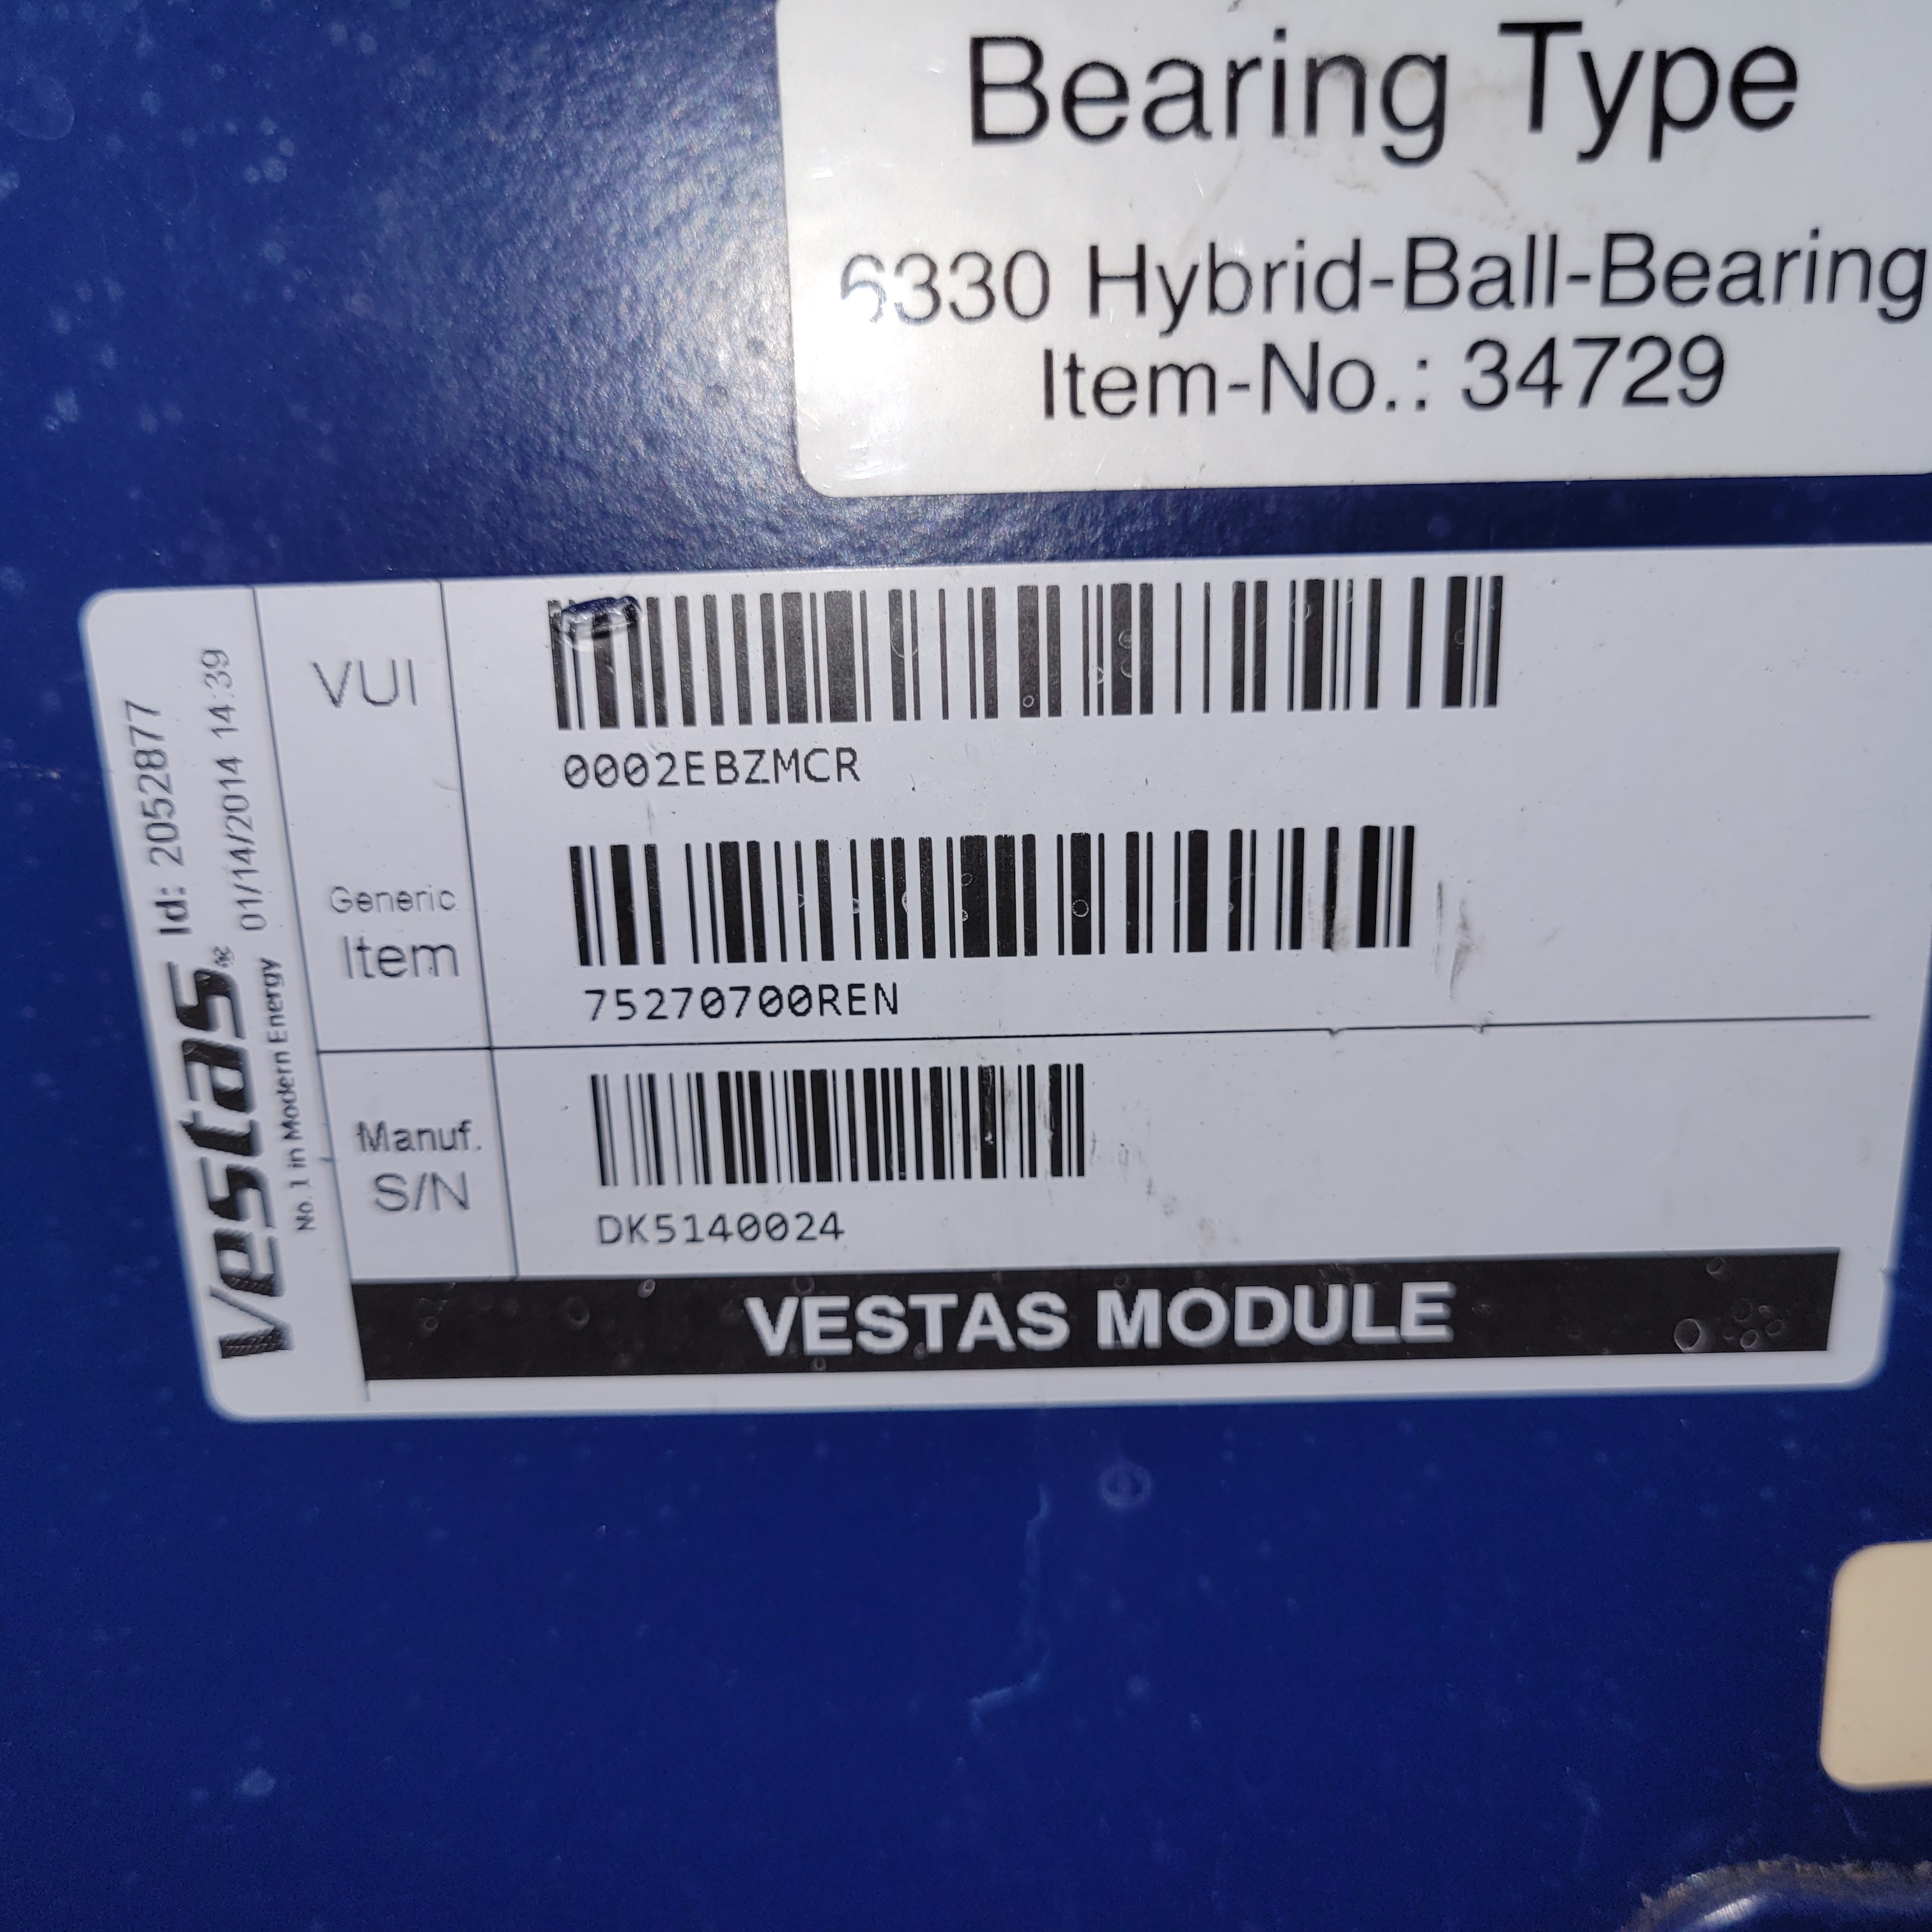 Bearing Type
6330 Hybrid-Ball-Bearing
Item-No.: 34729
Vestas
No. 1 in Modern Energy
Id: 2052877
01/14/2014 14:39
VUI
0002EBZMCR
Generic
Item
75270700REN
Manuf.
S/N
DK5140024
VESTAS MODULE